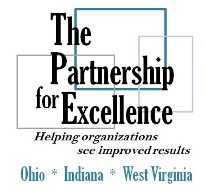 The
Partnership
for Excellence
Helping organizations
see improved results
Ohio * Indiana * West Virginia